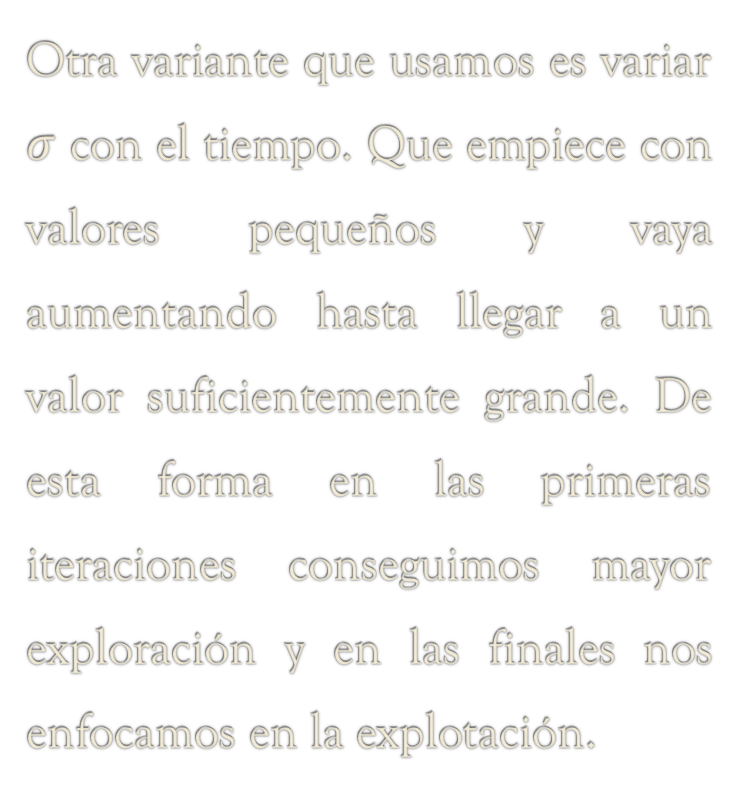 Otra variante que usamos es variar
σ con el tiempo. Que empiece con
valores pequeños y vaya
aumentando hasta llegar a un
valor suficientemente grande. De
esta forma en las primeras
iteraciones conseguimos mayor
exploración y en las finales nos
enfocamos en la explotación.